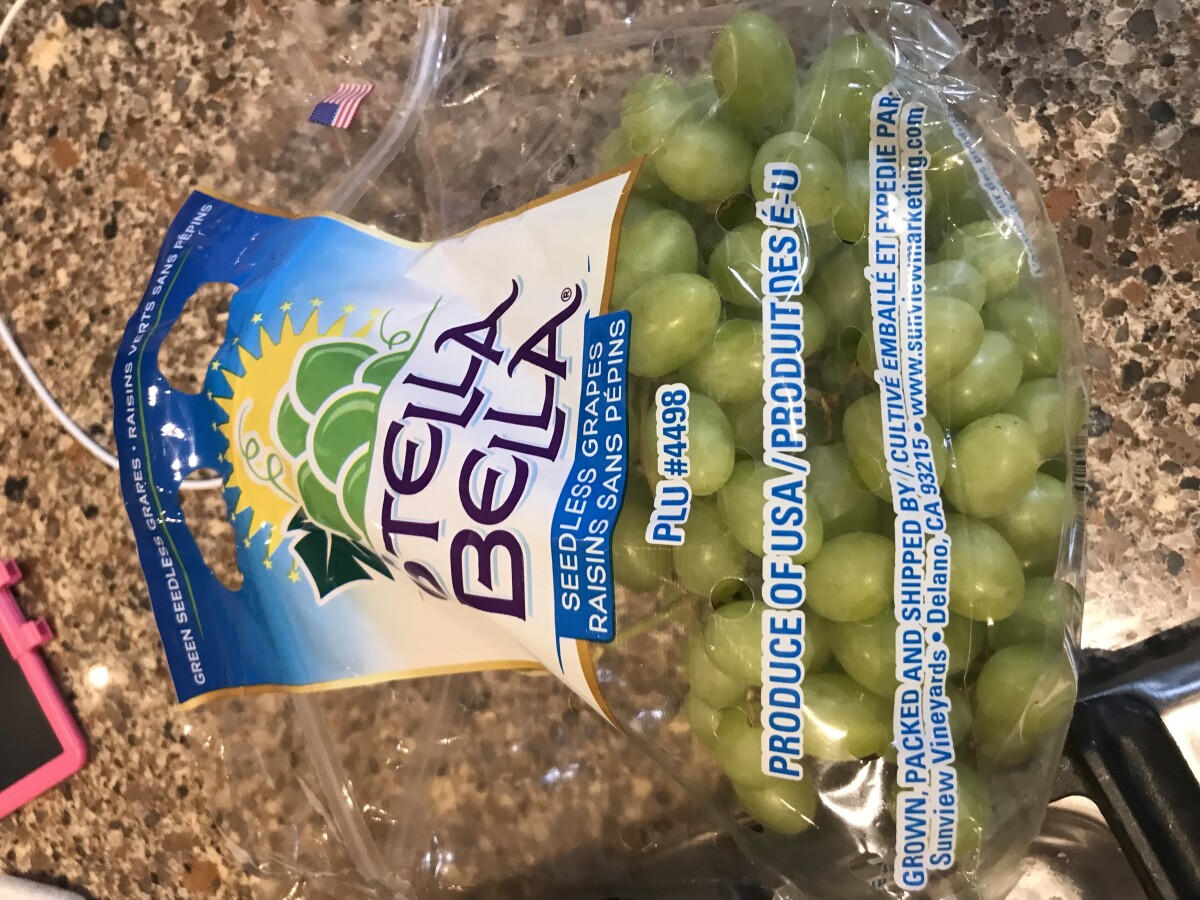 GREEN SEEDLESS GRAPES • RAISINS VERTS SANS PÉPINS
STELLA
BELLA®
SEEDLESS GRAPES
RAISINS SANS PÉPINS
PLU #4498
PRODUCE OF USA/PRODUIT DES É-U
GROWN, PACKED AND SHIPPED BY/CULTIVÉ EMBALLÉ ET EXPEDIE PAR:
Sunview Vineyards • Delano, CA 93215 • www.sunviewmarketing.com